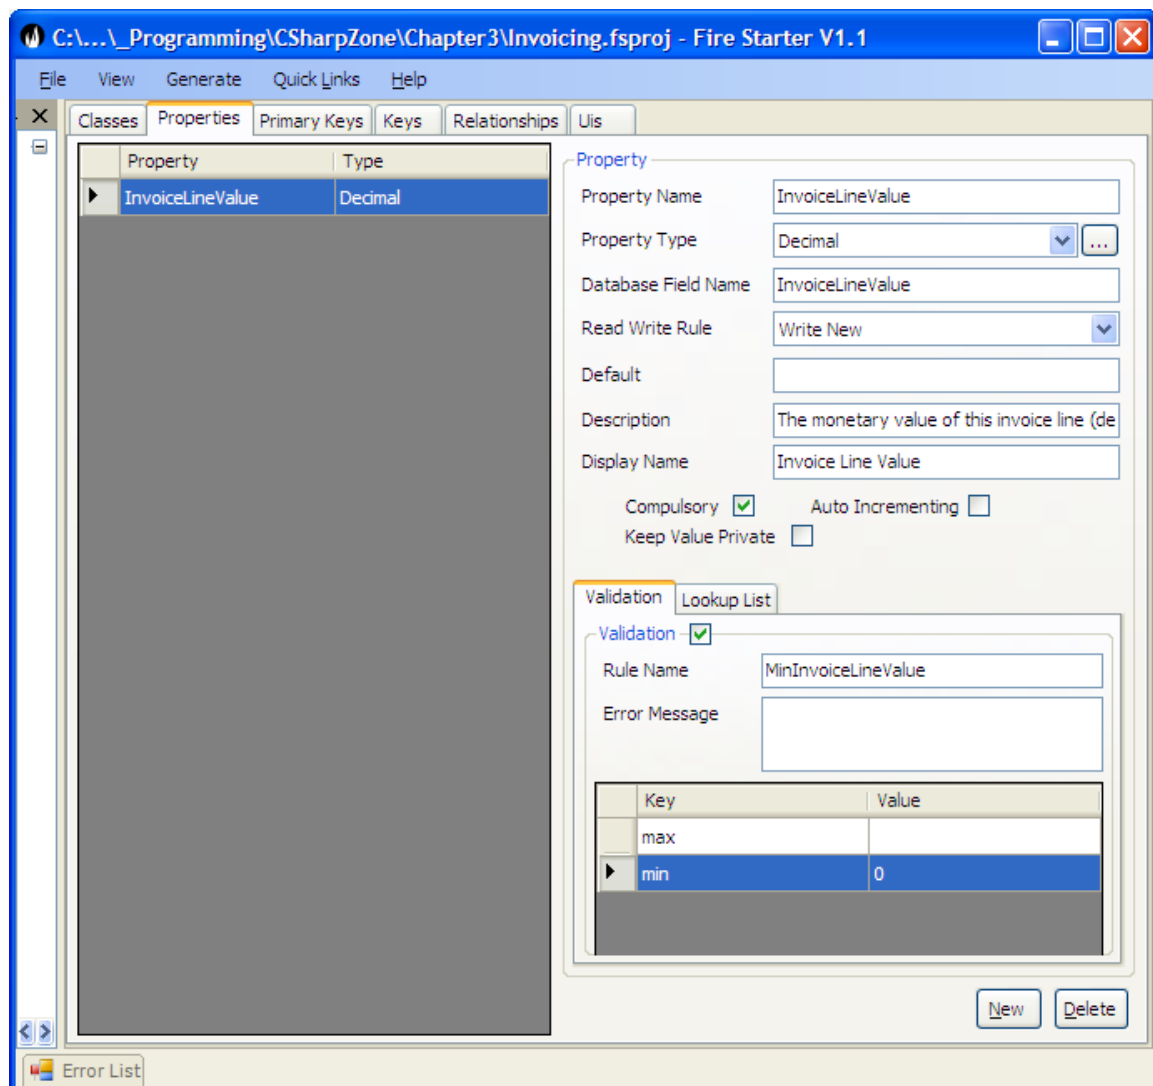 C:\...\_Programming\CSharpZone\Chapter3\Invoicing.fsproj - Fire Starter V1.1
File View Generate Quick Links Help
Classes Properties Primary Keys Keys Relationships Uis
Property Type
InvoiceLineValue Decimal
Property
Property Name InvoiceLineValue
Property Type Decimal ...
Database Field Name InvoiceLineValue
Read Write Rule Write New
Default
Description The monetary value of this invoice line (de
Display Name Invoice Line Value
Compulsory Auto Incrementing
Keep Value Private
Validation Lookup List
Validation
Rule Name MinInvoiceLineValue
Error Message
Key Value
max
min 0
New Delete
Error List